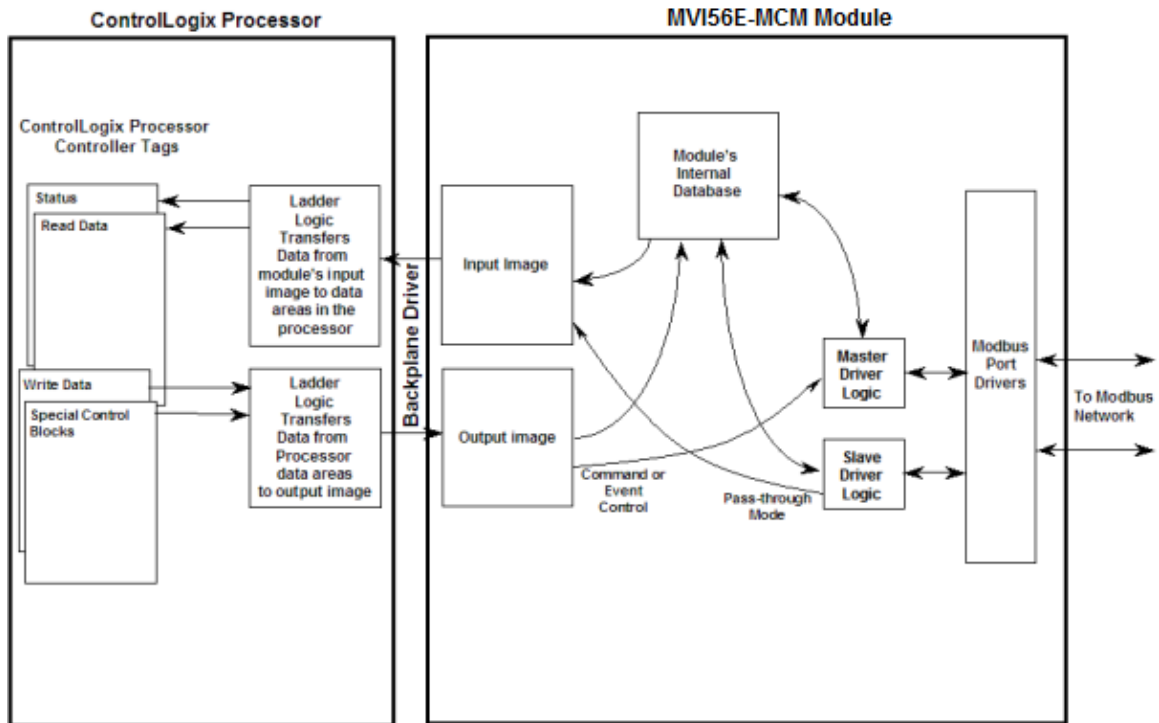 ControlLogix Processor
MVI56E-MCM Module
ControlLogix Processor
Controller Tags
Status
Read Data
Write Data
Special Control
Blocks
Ladder
Logic
Transfers
Data from
module's input
image to data
areas in the
processor
Ladder
Logic
Transfers
Data from
Processor
data areas
to output image
Backplane Driver
Input Image
Output image
Module's
Internal
Database
Command or
Event
Control
Pass-through
Mode
Master
Driver
Logic
Slave
Driver
Logic
Modbus
Port
Drivers
To Modbus
Network